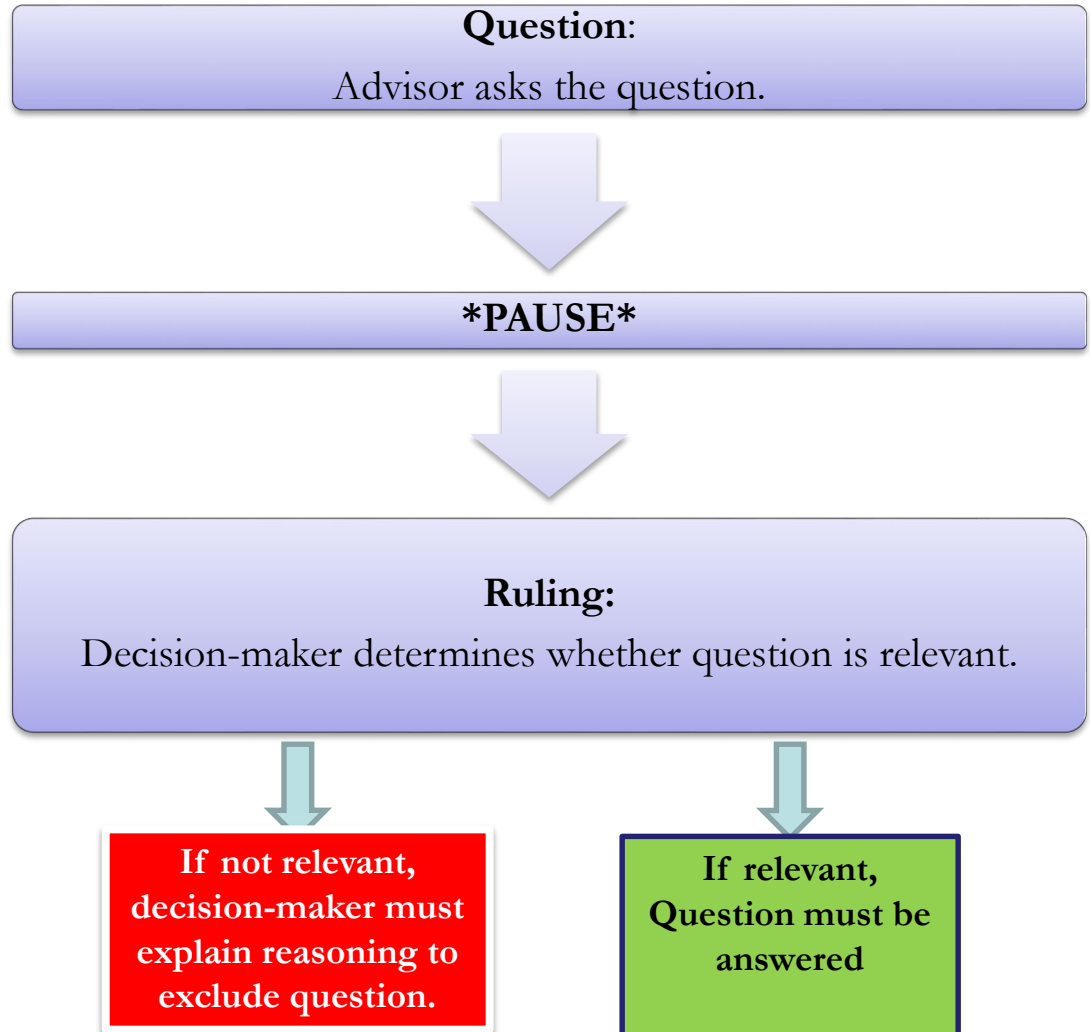 Question:
Advisor asks the question.
*PAUSE*
Ruling:
Decision-maker determines whether question is relevant.
If not relevant,
decision-maker must
explain reasoning to
exclude question.
If relevant,
Question must be
answered